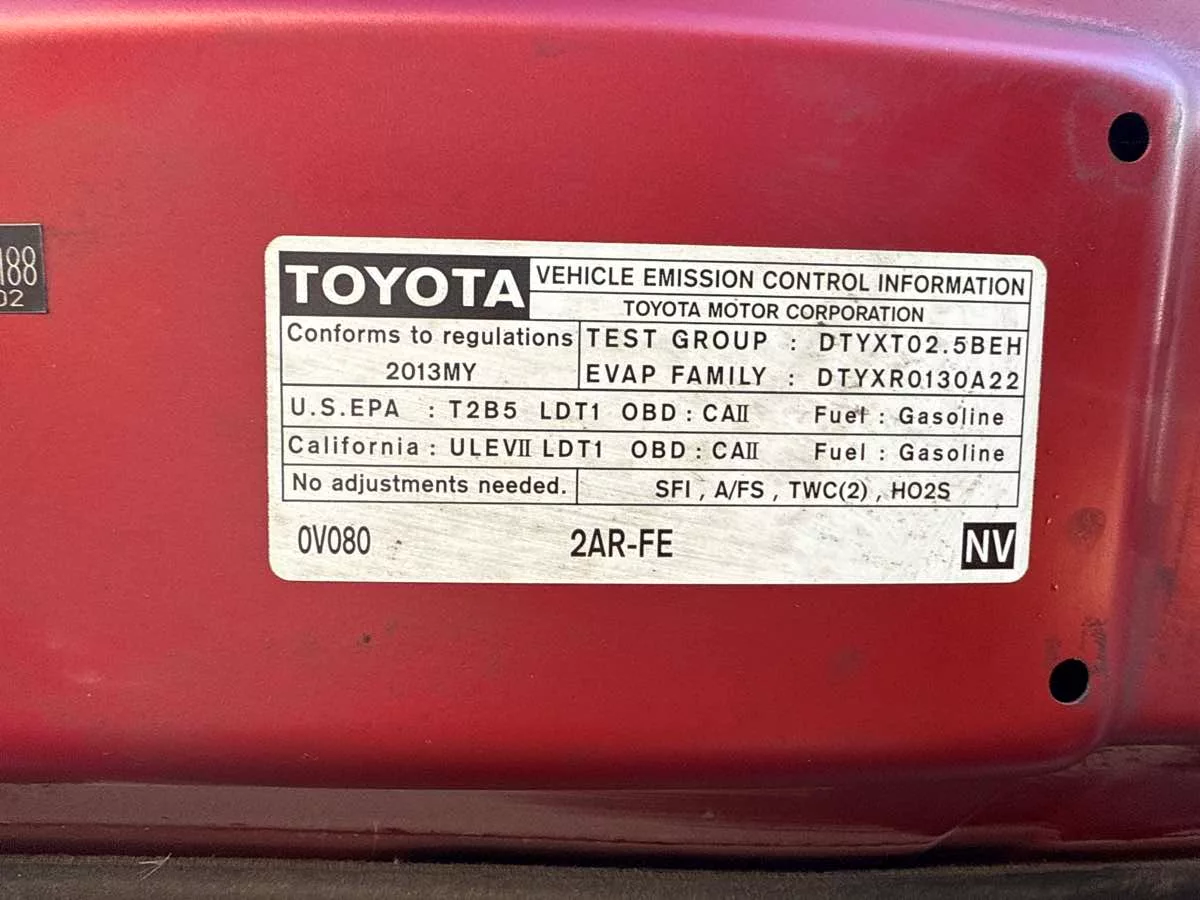 188
02
TOYOTA
VEHICLE EMISSION CONTROL INFORMATION
TOYOTA MOTOR CORPORATION
Conforms to regulations
2013MY
TEST GROUP : DTYXT02.5BEH
EVAP FAMILY : DTYXR0130A22
U.S.EPA : T2B5 LDT1 OBD : CAII Fuel : Gasoline
California : ULEVII LDT1 OBD : CAII Fuel : Gasoline
No adjustments needed.
SFI , A/FS , TWC(2) , HO2S
0V080 2AR-FE NV